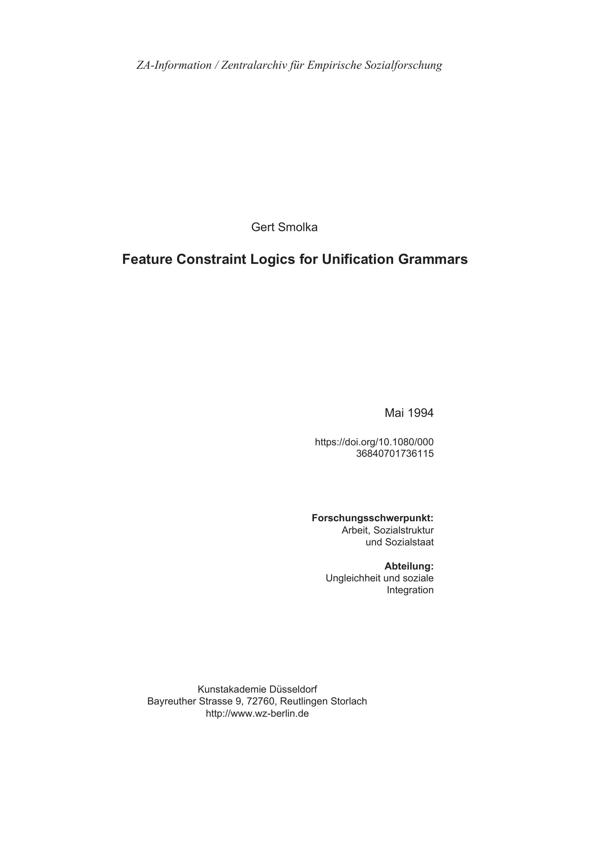 ZA-Information / Zentralarchiv für Empirische Sozialforschung
Gert Smolka
Feature Constraint Logics for Unification Grammars
Mai 1994
https://doi.org/10.1080/000
36840701736115
Forschungsschwerpunkt:
Arbeit, Sozialstruktur
und Sozialstaat
Abteilung:
Ungleichheit und soziale
Integration
Kunstakademie Düsseldorf
Bayreuther Strasse 9, 72760, Reutlingen Storlach
http://www.wz-berlin.de